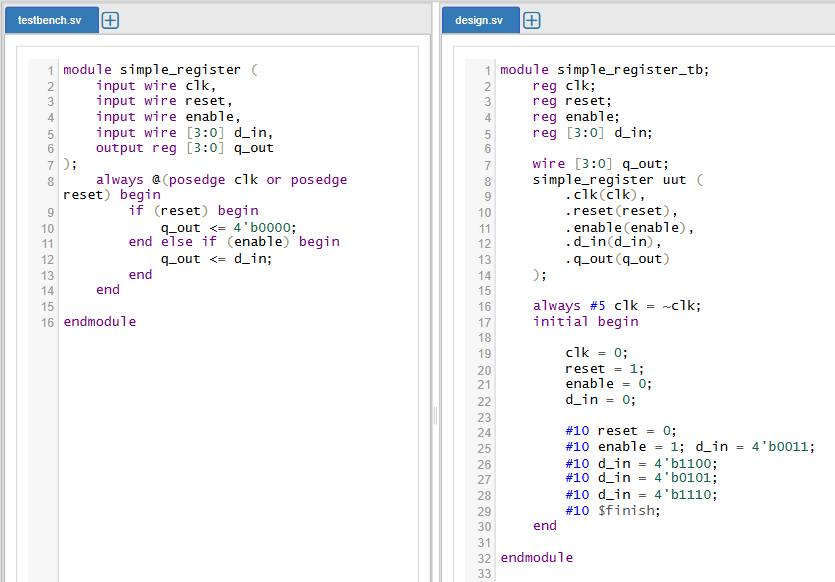 testbench.sv
1 module simple_register (
2     input wire clk,
3     input wire reset,
4     input wire enable,
5     input wire [3:0] d_in,
6     output reg [3:0] q_out
7 );
8     always @(posedge clk or posedge
reset) begin
9         if (reset) begin
10             q_out <= 4'b0000;
11         end else if (enable) begin
12             q_out <= d_in;
13         end
14     end
15
16 endmodule
design.sv
1 module simple_register_tb;
2     reg clk;
3     reg reset;
4     reg enable;
5     reg [3:0] d_in;
6
7     wire [3:0] q_out;
8     simple_register uut (
9         .clk(clk),
10         .reset(reset),
11         .enable(enable),
12         .d_in(d_in),
13         .q_out(q_out)
14     );
15
16     always #5 clk = ~clk;
17     initial begin
18
19         clk = 0;
20         reset = 1;
21         enable = 0;
22         d_in = 0;
23
24         #10 reset = 0;
25         #10 enable = 1; d_in = 4'b0011;
26         #10 d_in = 4'b1100;
27         #10 d_in = 4'b0101;
28         #10 d_in = 4'b1110;
29         #10 $finish;
30     end
31
32 endmodule
33